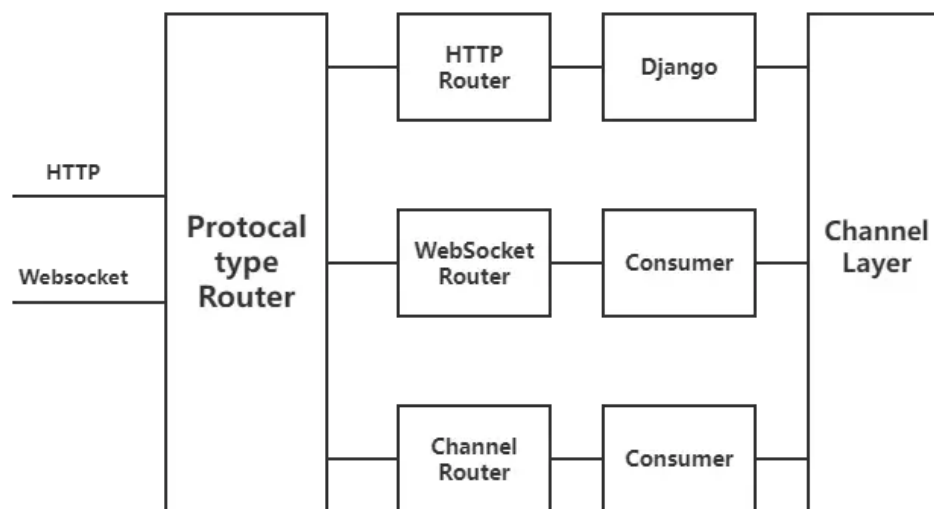 HTTP
Websocket
Protocal
type
Router
HTTP
Router
Django
WebSocket
Router
Consumer
Channel
Router
Consumer
Channel
Layer